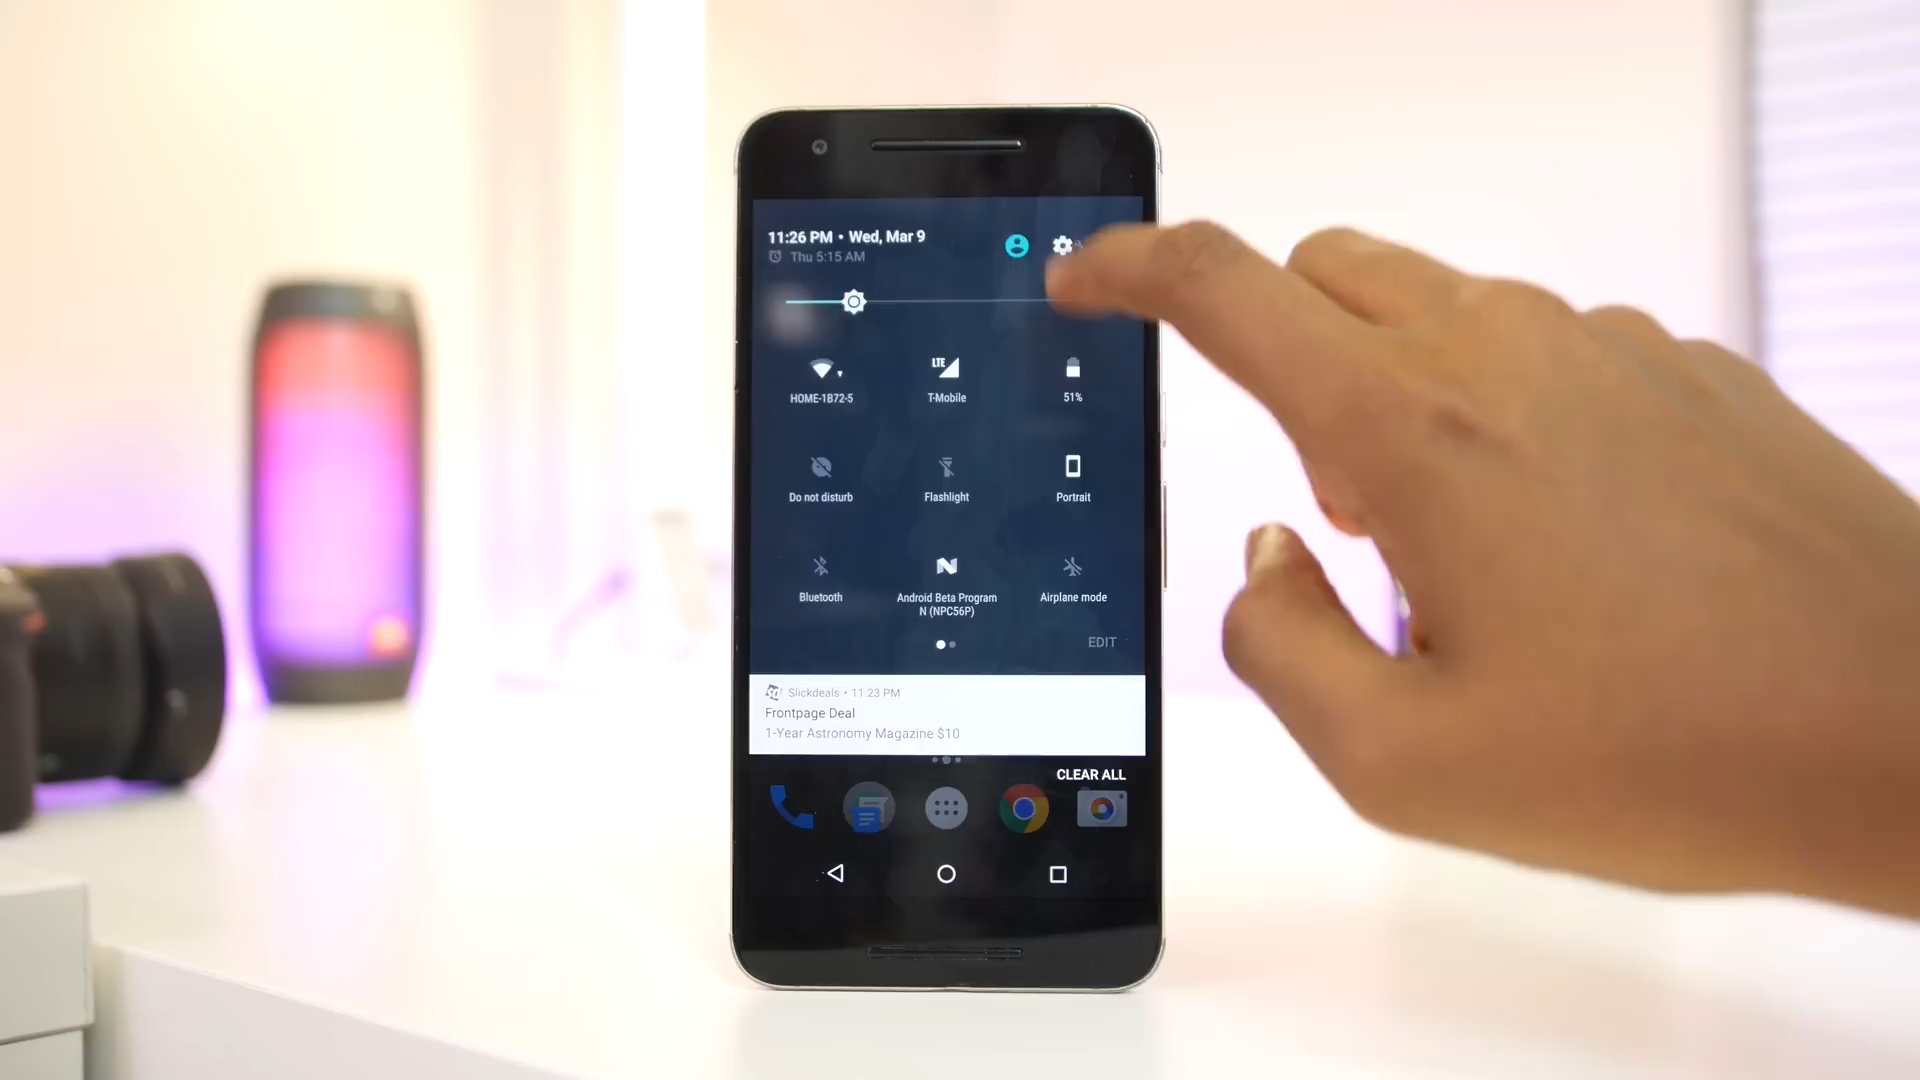 11:26 PM • Wed, Mar 9
Thu 5:15 AM
HOME-1B72-5
LTE
T-Mobile
51%
Do not disturb
Flashlight
Portrait
Bluetooth
Android Beta Program
N (NPC56P)
Airplane mode
EDIT
Slickdeals • 11:23 PM
Frontpage Deal
1-Year Astronomy Magazine $10
CLEAR ALL